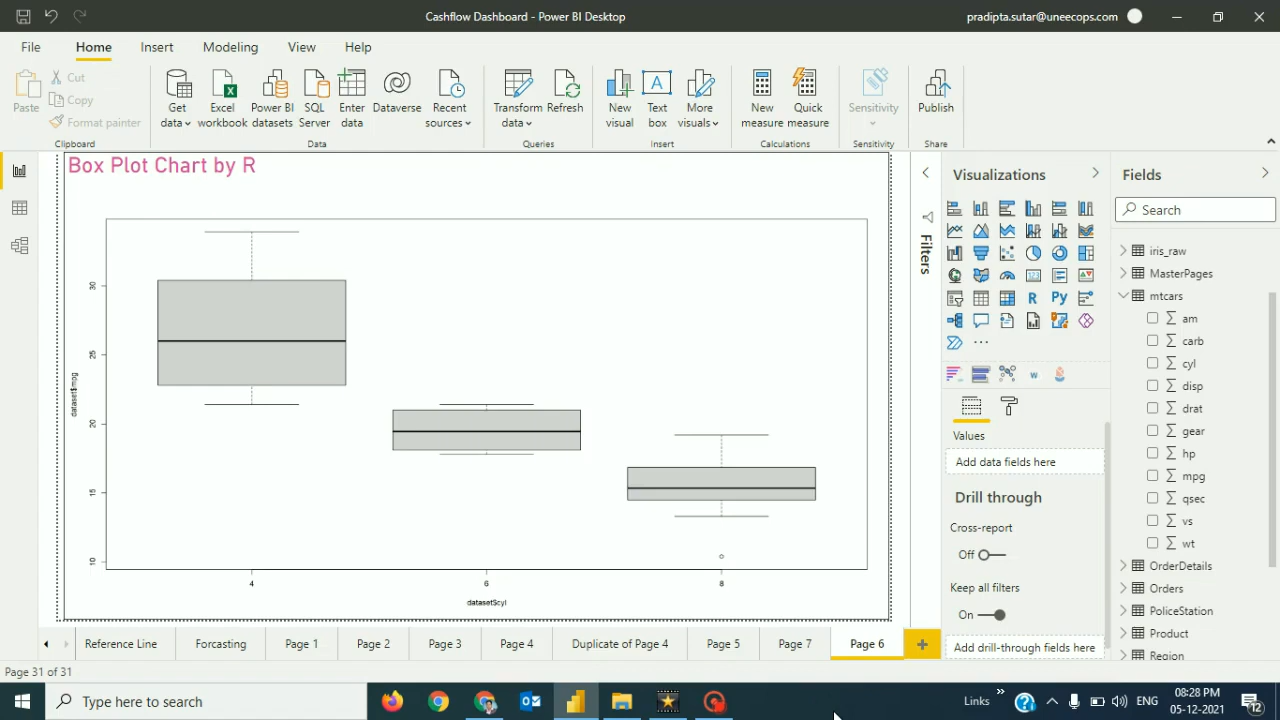 Cashflow Dashboard - Power BI Desktop
pradipta.sutar@uneecops.com
File Home Insert Modeling View Help
Paste
Cut
Copy
Format painter
Clipboard
Get data
Excel workbook
Power BI datasets
SQL Server
Enter data
Dataverse
Recent sources
Data
Transform data
Refresh
Queries
New visual
Text box
More visuals
Insert
New measure
Quick measure
Calculations
Sensitivity
Sensitivity
Publish
Share
Box Plot Chart by R
30
25
20
15
10
dataset$mpg
4 6 8
dataset$cyl
Filters
Visualizations
R Py
123
w
Values
Add data fields here
Drill through
Cross-report
Off
Keep all filters
On
Add drill-through fields here
Fields
Search
iris_raw
MasterPages
mtcars
am
carb
cyl
disp
drat
gear
hp
mpg
qsec
vs
wt
OrderDetails
Orders
PoliceStation
Product
Region
Reference Line Forcasting Page 1 Page 2 Page 3 Page 4 Duplicate of Page 4 Page 5 Page 7 Page 6
Page 31 of 31
Type here to search
Links
ENG
08:28 PM
05-12-2021
12